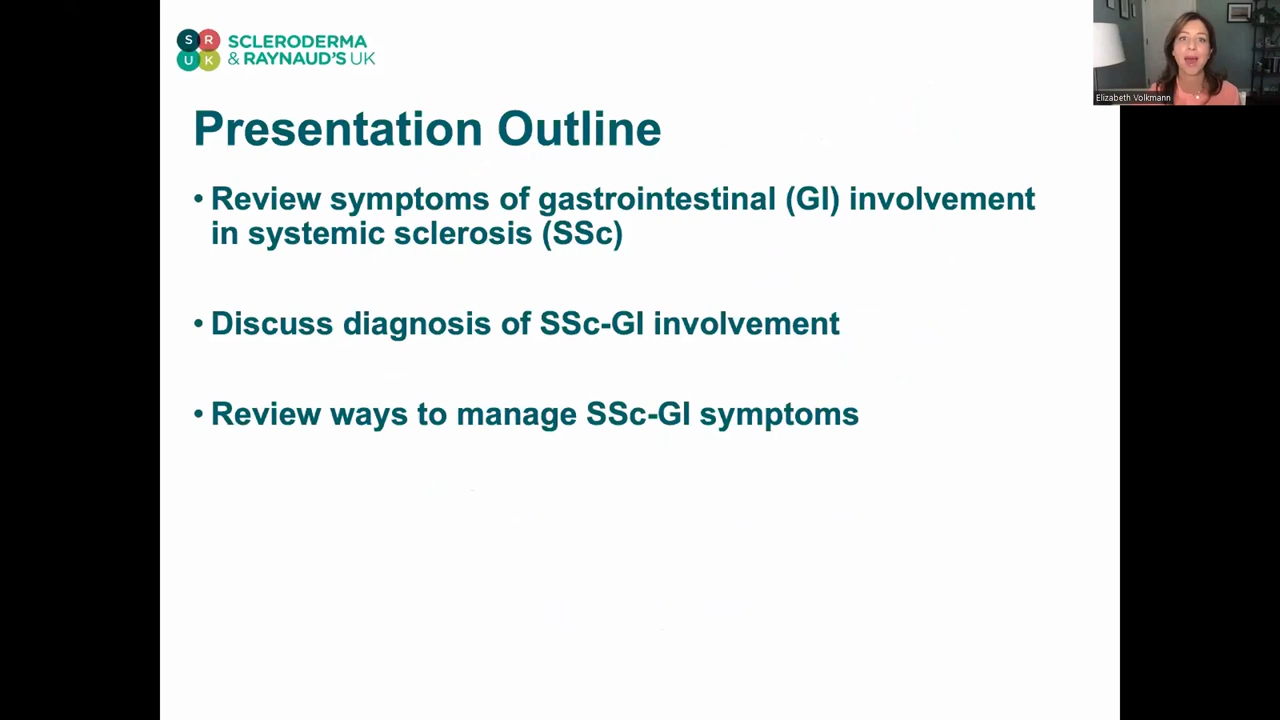 S R
U K
SCLERODERMA
& RAYNAUD'S UK
Elizabeth Volkmann
Presentation Outline
• Review symptoms of gastrointestinal (GI) involvement
in systemic sclerosis (SSc)
• Discuss diagnosis of SSc-GI involvement
• Review ways to manage SSc-GI symptoms